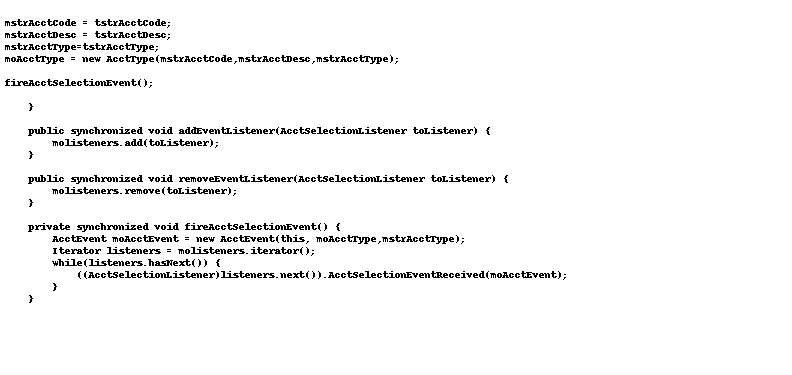 mstrAcctCode = tstrAcctCode;
mstrAcctDesc = tstrAcctDesc;
mstrAcctType=tstrAcctType;
moAcctType = new AcctType(mstrAcctCode,mstrAcctDesc,mstrAcctType);

fireAcctSelectionEvent();

    }

    public synchronized void addEventListener(AcctSelectionListener toListener) {
        molisteners.add(toListener);
    }

    public synchronized void removeEventListener(AcctSelectionListener toListener) {
        molisteners.remove(toListener);
    }

    private synchronized void fireAcctSelectionEvent() {
        AcctEvent moAcctEvent = new AcctEvent(this, moAcctType,mstrAcctType);
        Iterator listeners = molisteners.iterator();
        while(listeners.hasNext()) {
            ((AcctSelectionListener)listeners.next()).AcctSelectionEventReceived(moAcctEvent);
        }
    }